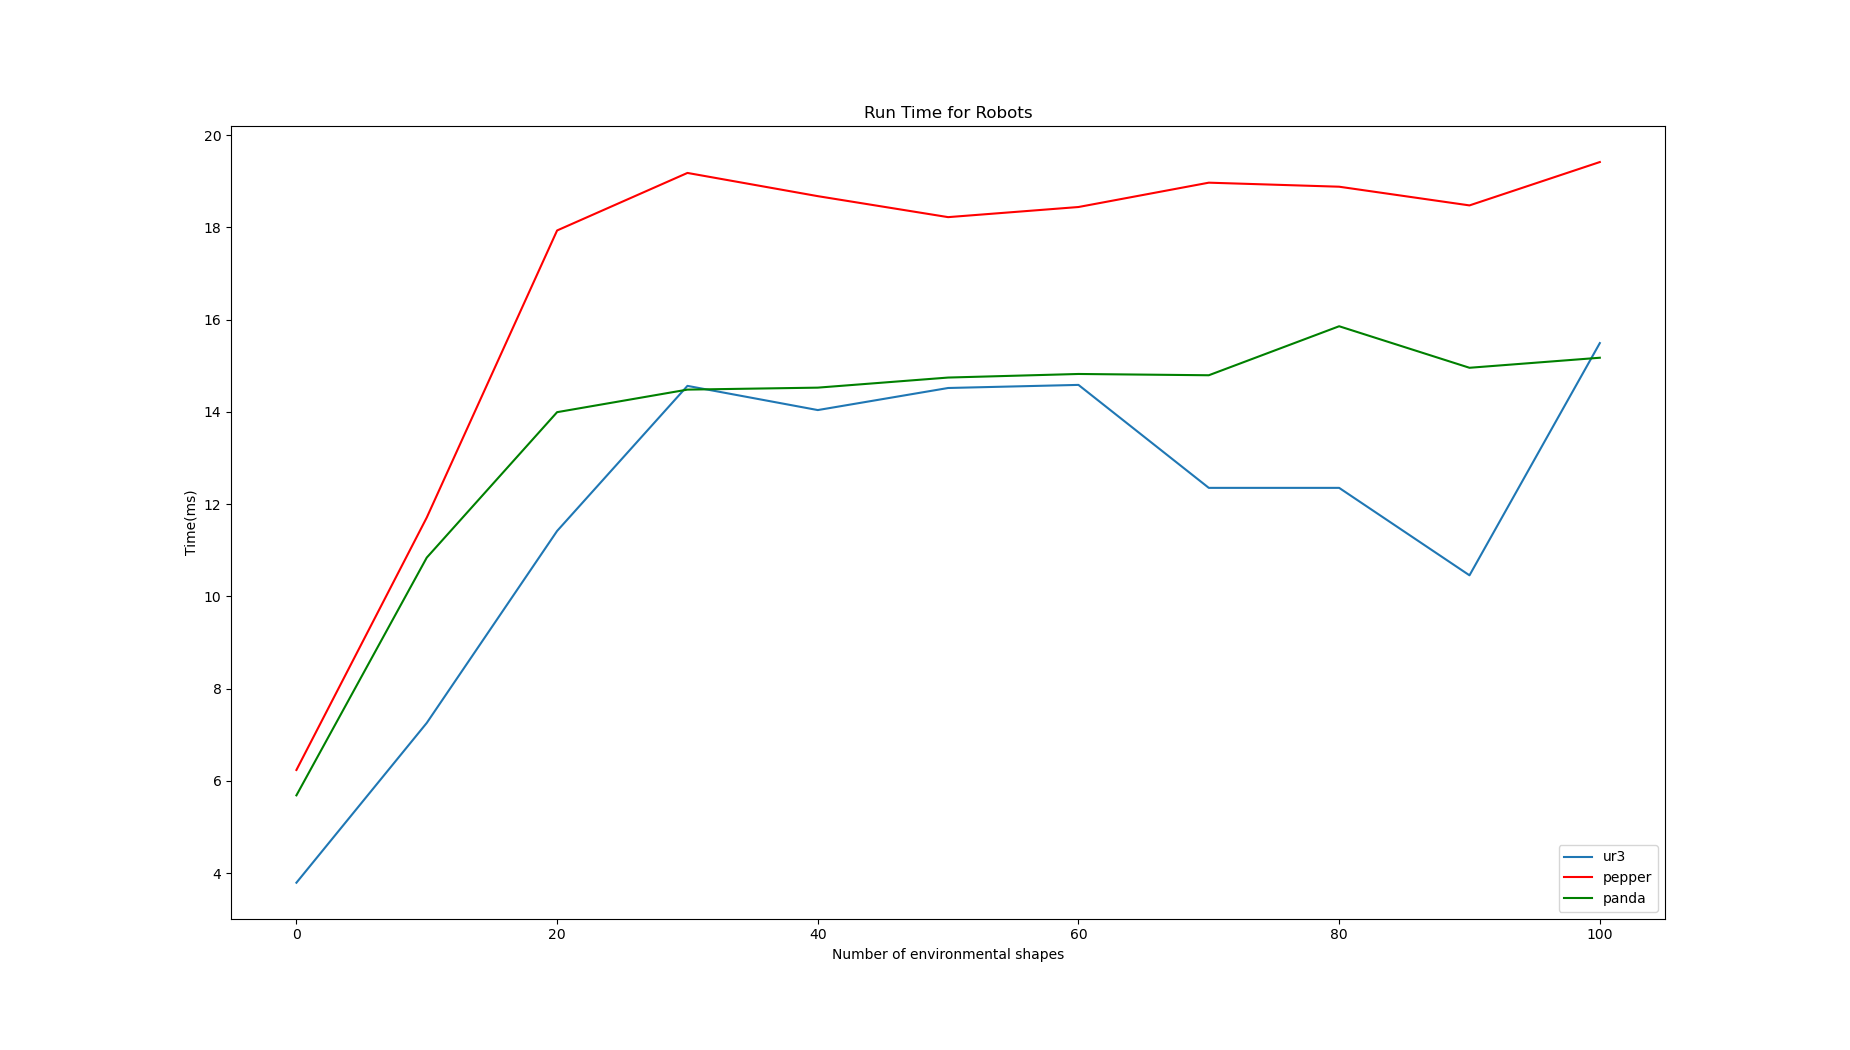 Run Time for Robots
20
18
16
14
12
10
8
6
4
Time(ms)
0 20 40 60 80 100
Number of environmental shapes
ur3
pepper
panda